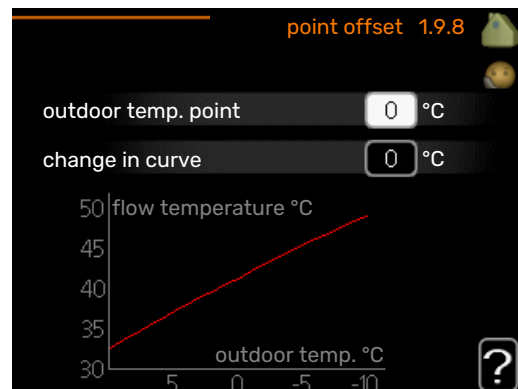 point offset 1.9.8
outdoor temp. point 0 °C
change in curve 0 °C
50 flow temperature °C
45
40
35
outdoor temp. °C
30
5 0 -5 -10
?